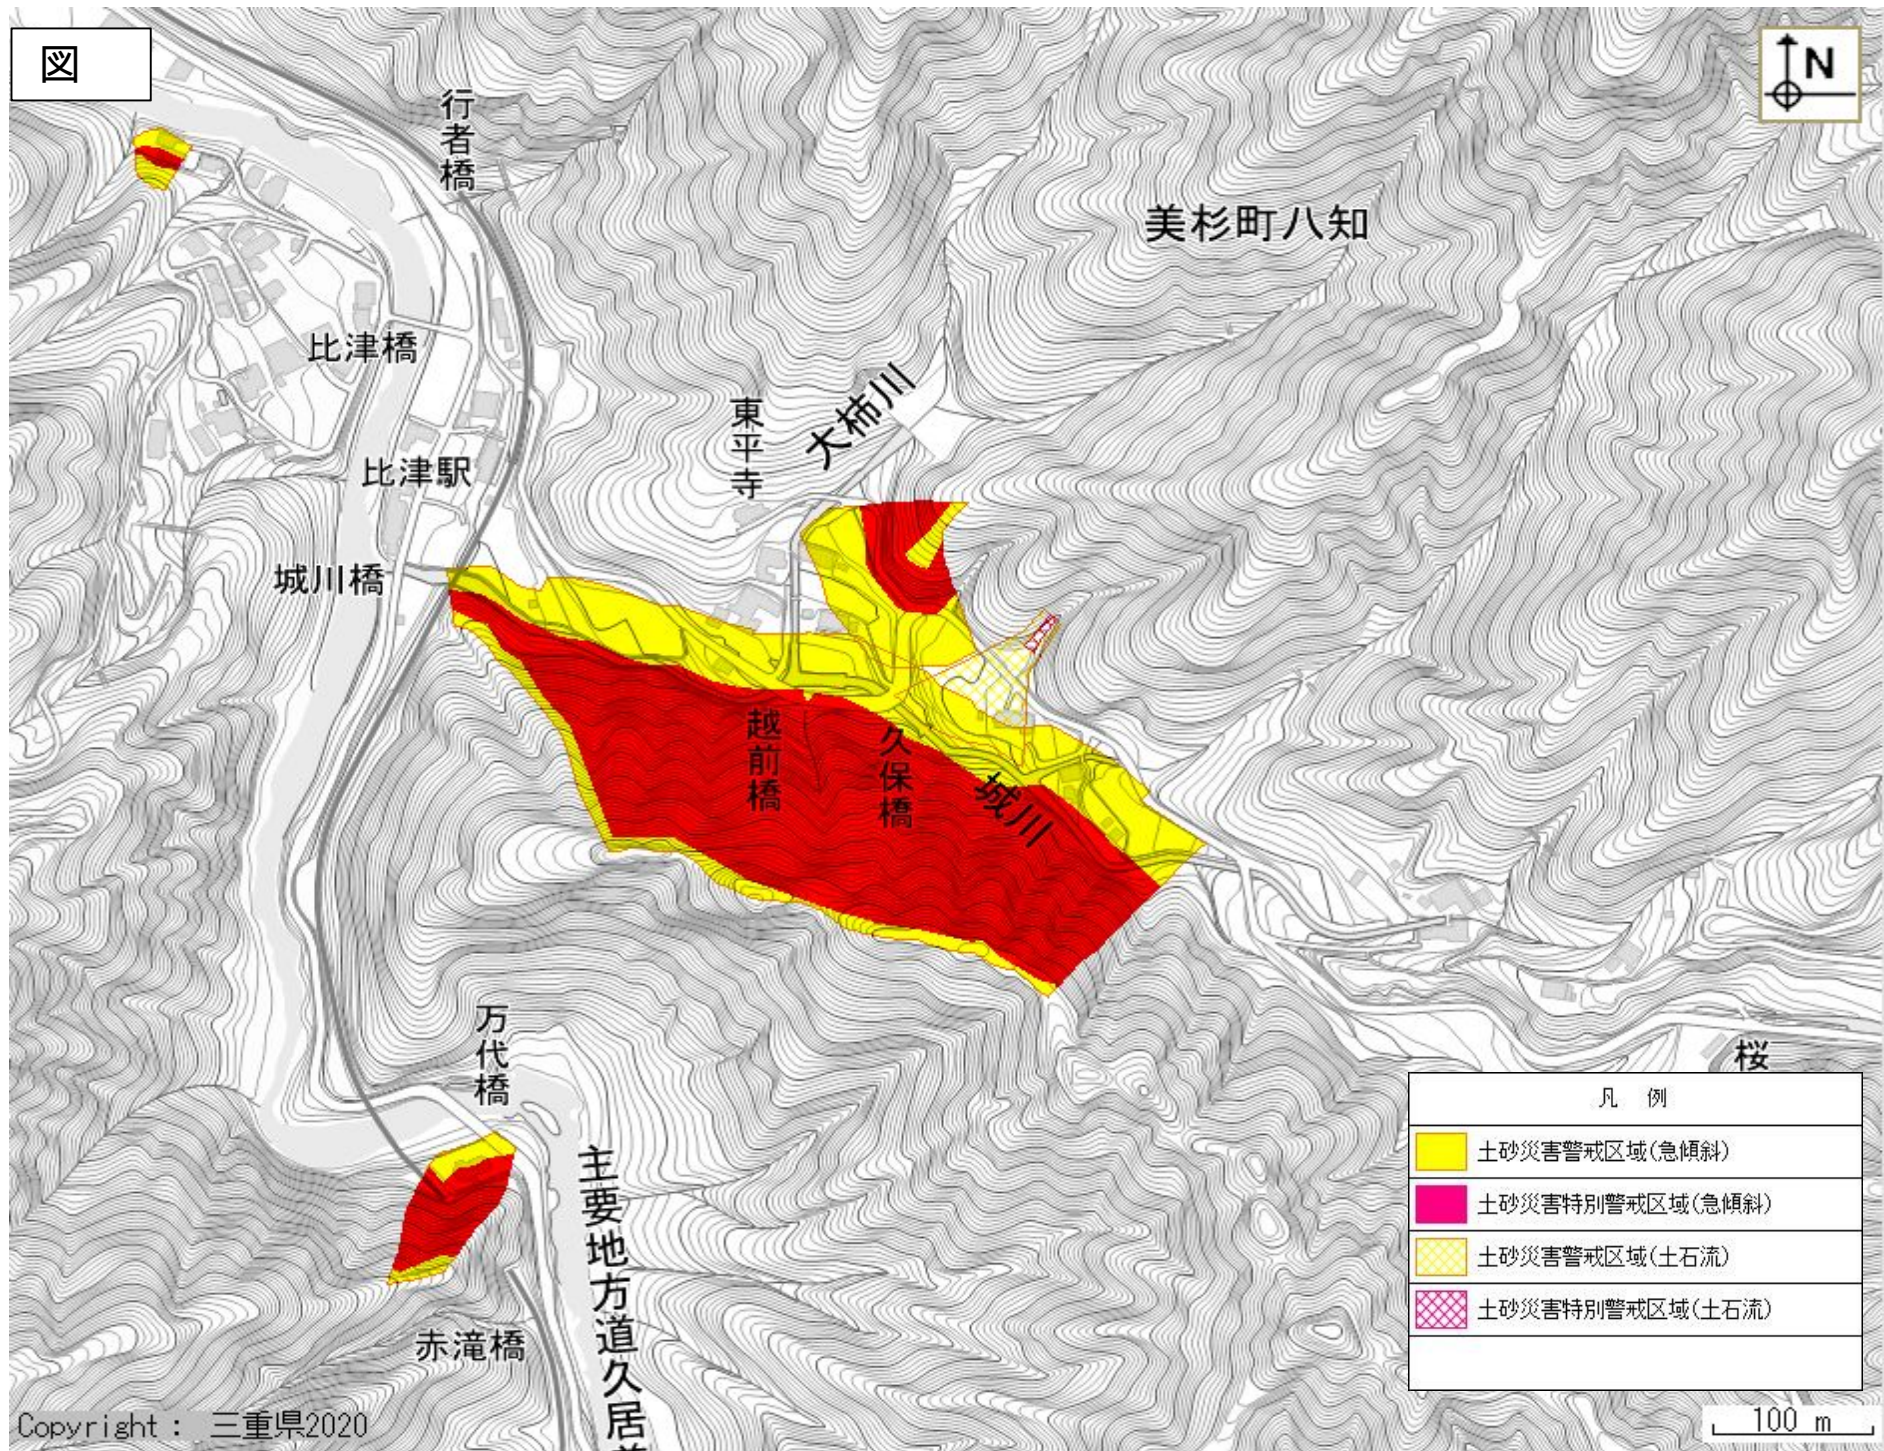 図
N
行者橋
美杉町八知
比津橋
大柿川
東平寺
比津駅
城川橋
越前橋
久保橋
城川
万代橋
桜
主要地方道久居
赤滝橋
凡 例
土砂災害警戒区域(急傾斜)
土砂災害特別警戒区域(急傾斜)
土砂災害警戒区域(土石流)
土砂災害特別警戒区域(土石流)
Copyright : 三重県2020
100 m